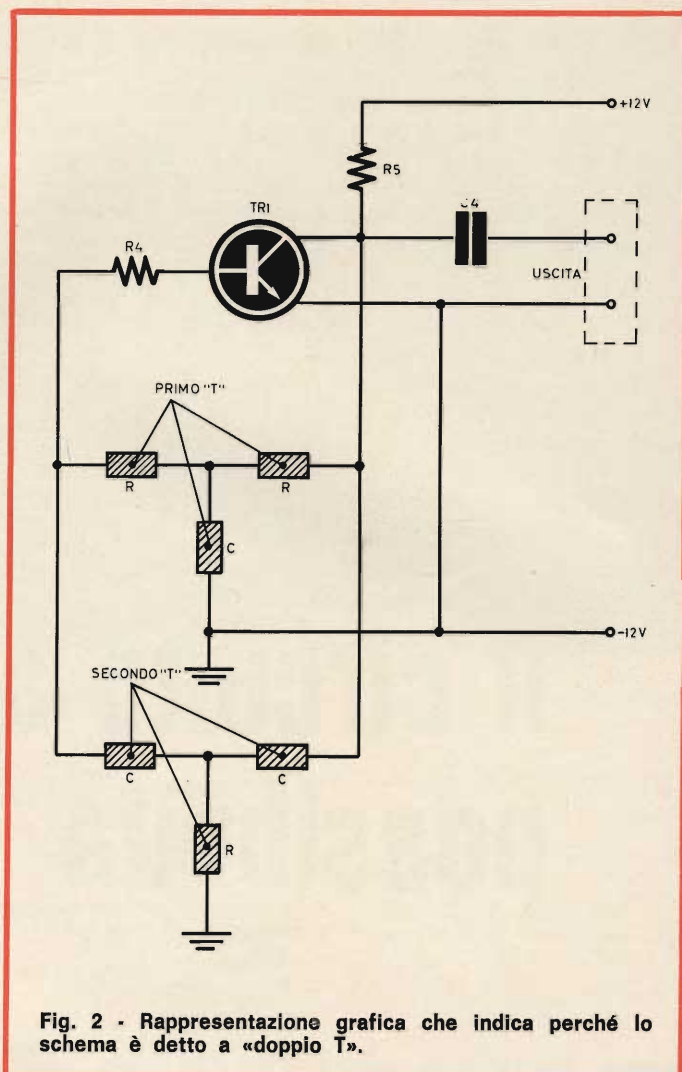 +12V
R5
TR1
R4
USCITA
PRIMO "T"
R
R
C
-12V
SECONDO "T"
C
C
R
Fig. 2 - Rappresentazione grafica che indica perché lo
schema è detto a «doppio T».